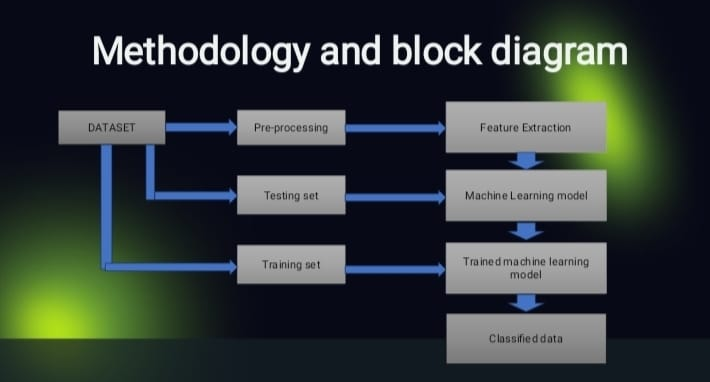 Methodology and block diagram
DATASET
Pre-processing
Feature Extraction
Testing set
Machine Learning model
Training set
Trained machine learning
model
Classified data